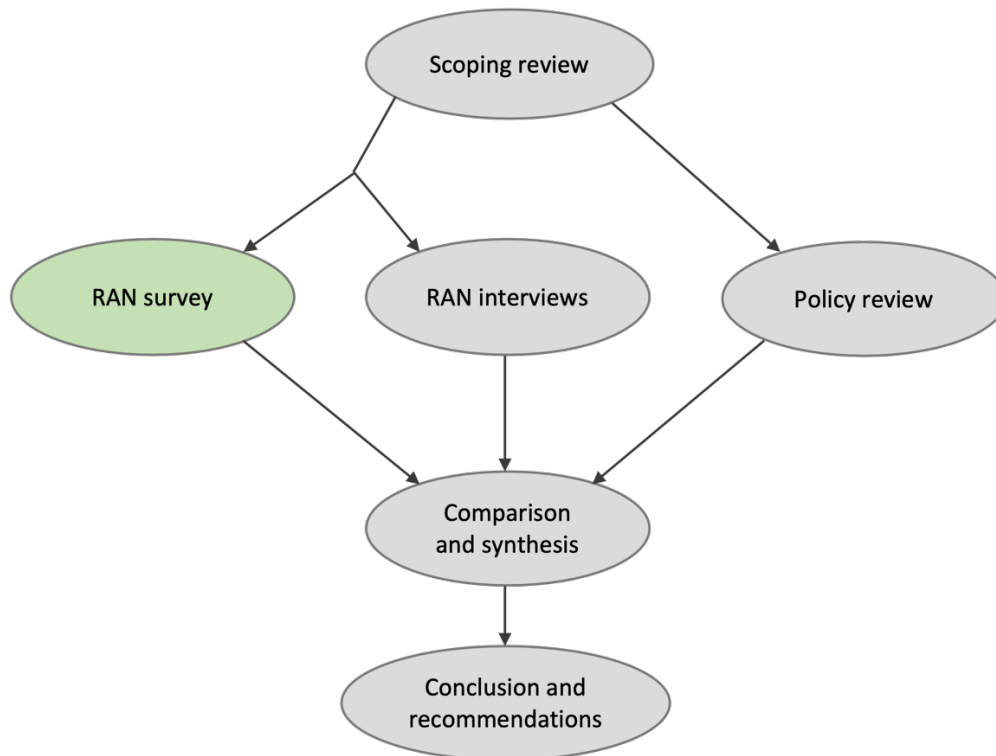 Scoping review
RAN survey
RAN interviews
Policy review
Comparison
and synthesis
Conclusion and
recommendations